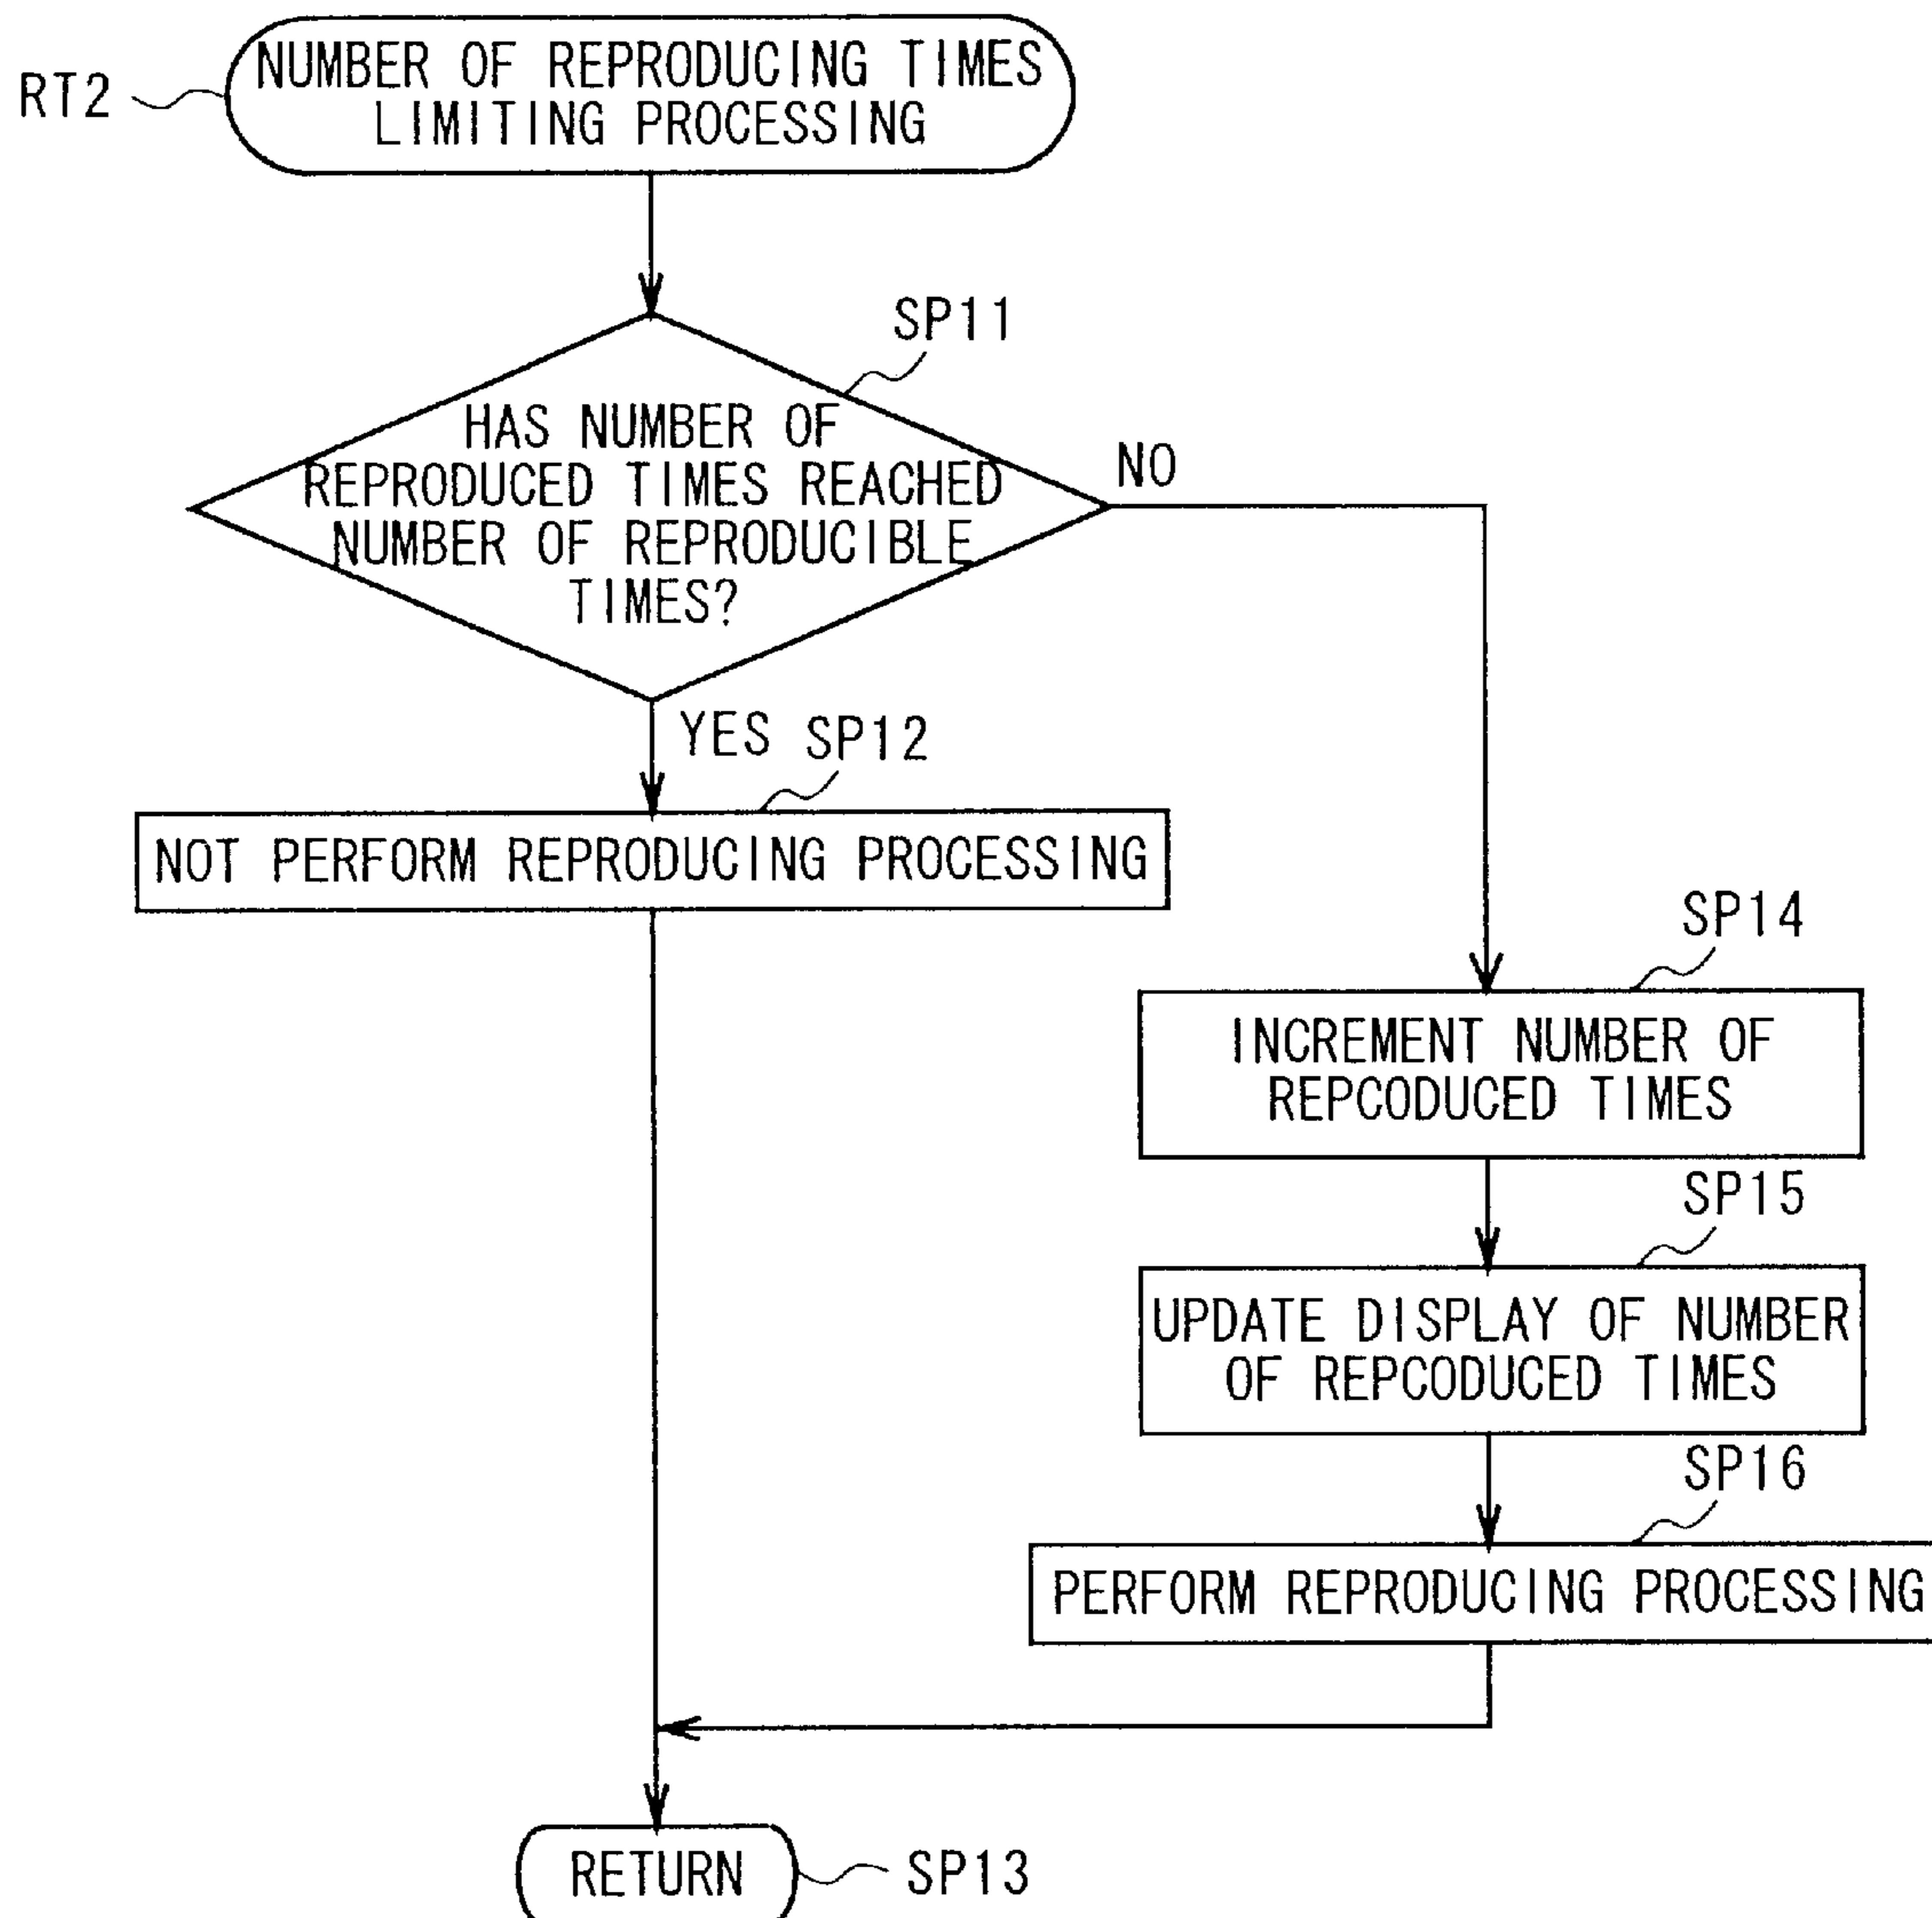 RT2
NUMBER OF REPRODUCING TIMES
LIMITING PROCESSING
SP11
HAS NUMBER OF
REPRODUCED TIMES REACHED
NUMBER OF REPRODUCIBLE
TIMES?
NO
YES
SP12
NOT PERFORM REPRODUCING PROCESSING
SP14
INCREMENT NUMBER OF
REPCODUCED TIMES
SP15
UPDATE DISPLAY OF NUMBER
OF REPCODUCED TIMES
SP16
PERFORM REPRODUCING PROCESSING
RETURN
SP13